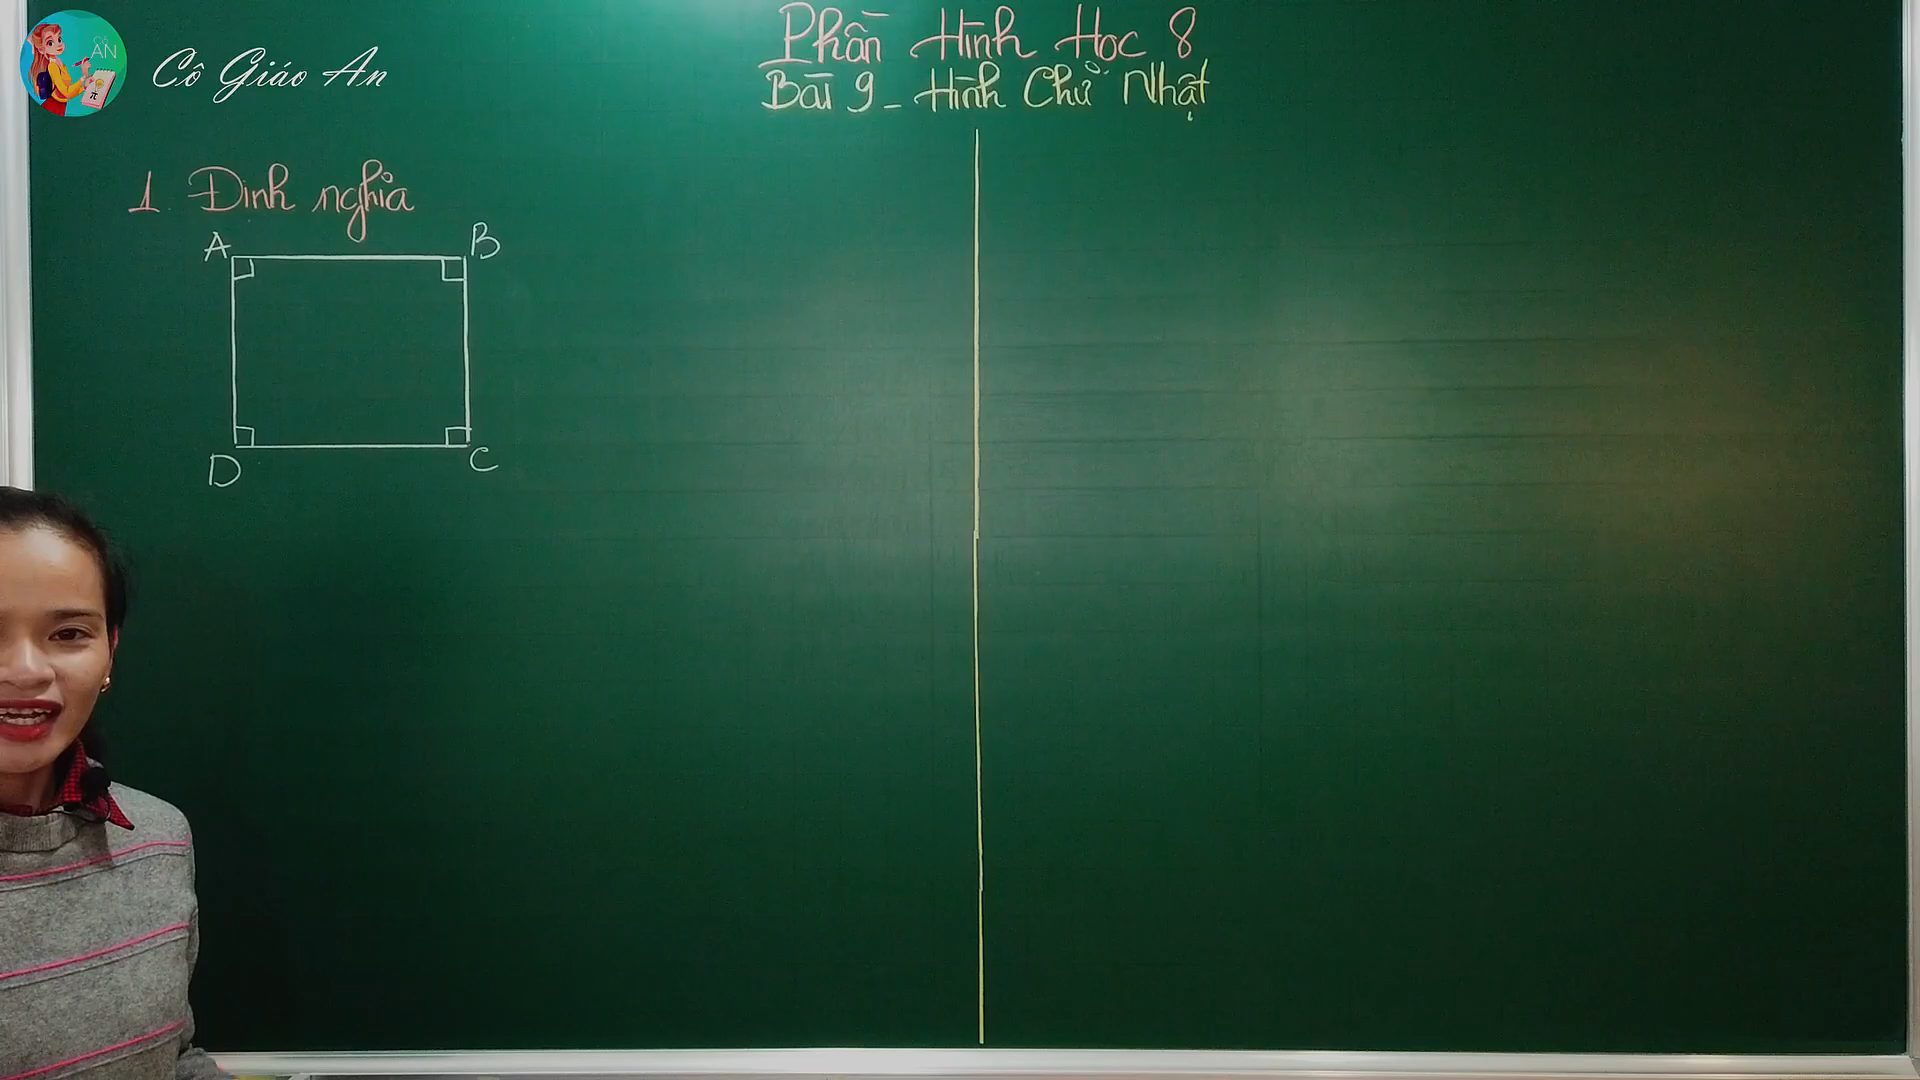 Cô Giáo An
Phần Hình Học 8
Bài 9 - Hình Chữ Nhật
1. Định nghĩa
A B
D C